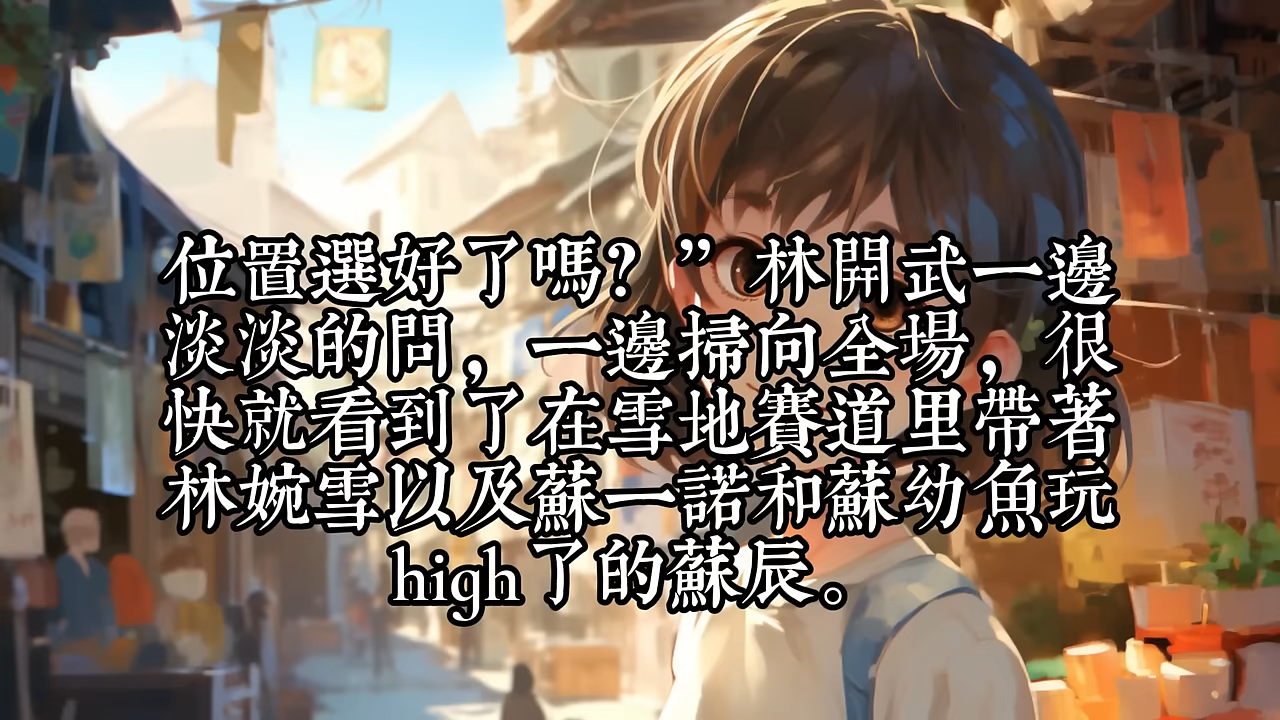 位置選好了嗎？”林開武一邊
淡淡的問，一邊掃向全場，很
快就看到了在雪地賽道里帶著
林婉雪以及蘇一諾和蘇幼魚玩
high了的蘇辰。